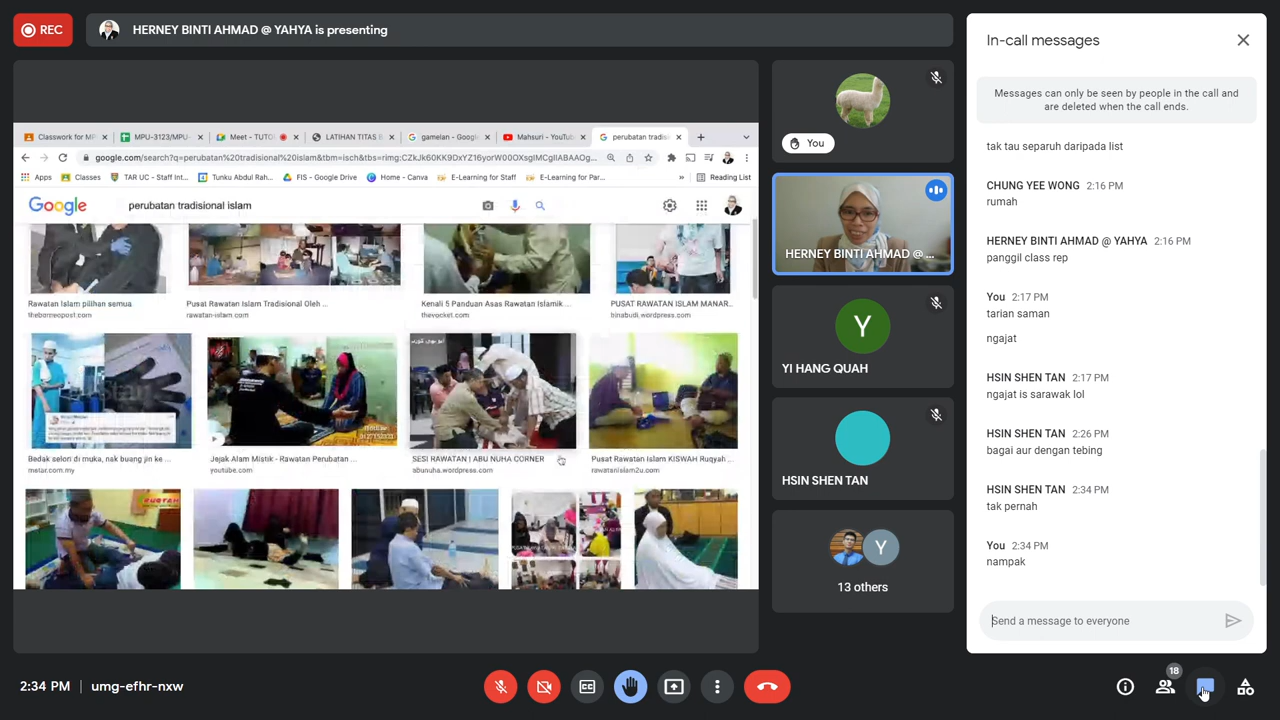 REC
HERNEY BINTI AHMAD @ YAHYA is presenting
Classwork for M
MPU-3123/MPU-
Meet - TUTO
LATIHAN TITAS B
gamelan - Google
Mahsuri - YouTub
perubatan tradisi
google.com/search?q=perubatan%20tradisional%20islam&tbm=isch&tbs=rimg:
Apps
Classes
TAR UC - Staff Int...
Tunku Abdul Rah...
FIS - Google Drive
Home - Canva
E-Learning for Staff
E-Learning for Par...
»
Reading List
Google
perubatan tradisional islam
Rawatan Islam pilihan semua
theborneopost.com
Pusat Rawatan Islam Tradisional Oleh ...
rawatan-islam.com
Kenali 5 Panduan Asas Rawatan Islamik ...
thevocket.com
PUSAT RAWATAN ISLAM MANAR...
binabudi.wordpress.com
Bedak selori di muka, nak buang jin ke ...
mstar.com.my
Jejak Alam Mistik - Rawatan Perubatan ...
youtube.com
SESI RAWATAN | ABU NUHA CORNER
abunuha.wordpress.com
Pusat Rawatan Islam KISWAH Ruqyah ...
rawatanislam2u.com
You
HERNEY BINTI AHMAD @ ...
Y
YI HANG QUAH
HSIN SHEN TAN
Y
13 others
In-call messages
Messages can only be seen by people in the call and
are deleted when the call ends.
tak tau separuh daripada list
CHUNG YEE WONG 2:16 PM
rumah
HERNEY BINTI AHMAD @ YAHYA 2:16 PM
panggil class rep
You 2:17 PM
tarian saman
ngajat
HSIN SHEN TAN 2:17 PM
ngajat is sarawak lol
HSIN SHEN TAN 2:26 PM
bagai aur dengan tebing
HSIN SHEN TAN 2:34 PM
tak pernah
You 2:34 PM
nampak
Send a message to everyone
2:34 PM | umg-efhr-nxw
18